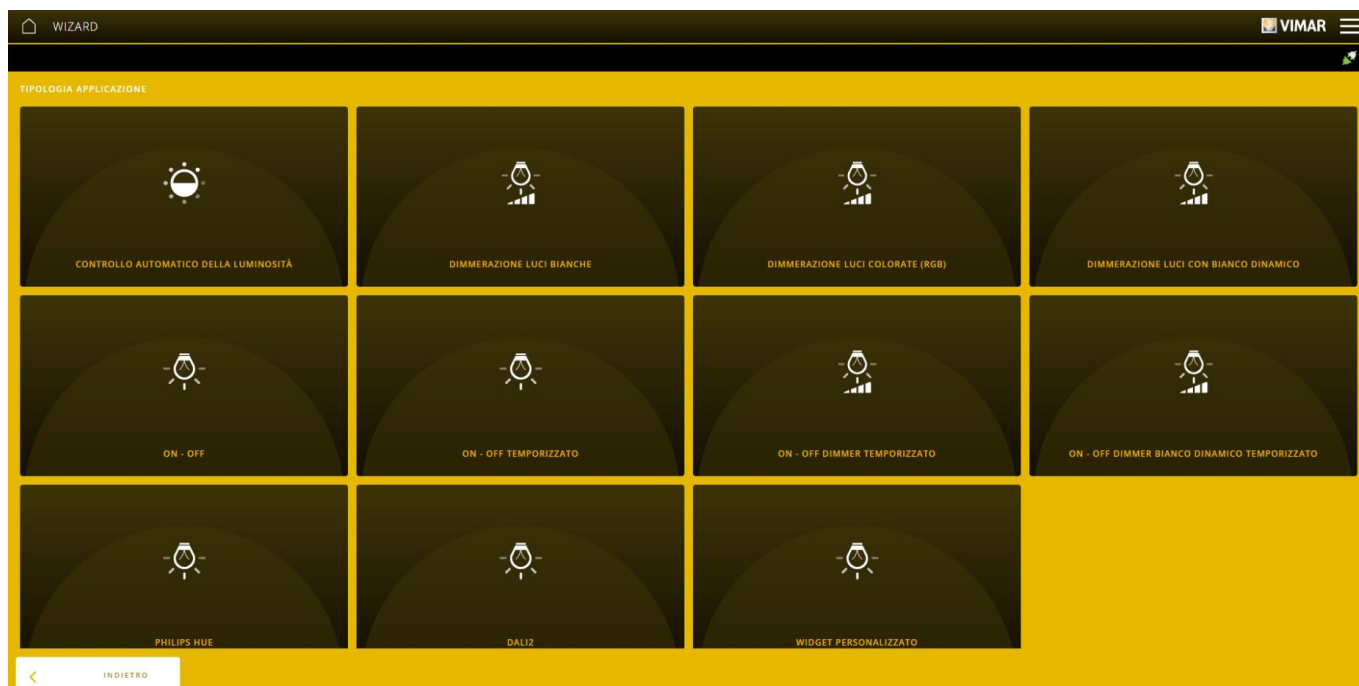 WIZARD
VIMAR
TIPOLOGIA APPLICAZIONE
CONTROLLO AUTOMATICO DELLA LUMINOSITÀ
DIMMERAZIONE LUCI BIANCHE
DIMMERAZIONE LUCI COLORATE (RGB)
DIMMERAZIONE LUCI CON BIANCO DINAMICO
ON - OFF
ON - OFF TEMPORIZZATO
ON - OFF DIMMER TEMPORIZZATO
ON - OFF DIMMER BIANCO DINAMICO TEMPORIZZATO
PHILIPS HUE
DALI2
WIDGET PERSONALIZZATO
INDIETRO